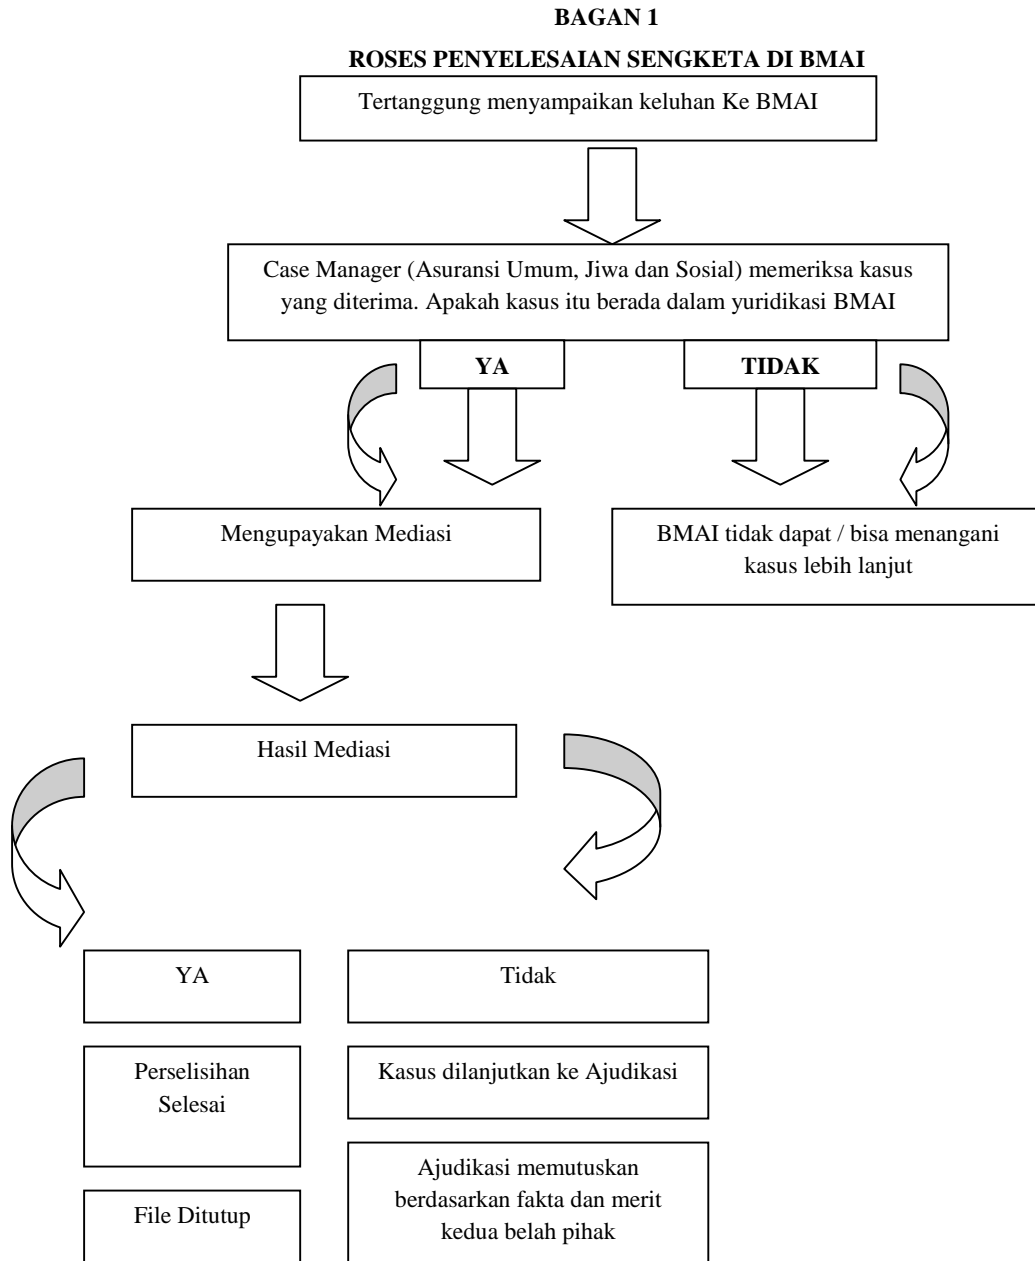 BAGAN 1
ROSES PENYELESAIAN SENGKETA DI BMAI
Tertanggung menyampaikan keluhan Ke BMAI
Case Manager (Asuransi Umum, Jiwa dan Sosial) memeriksa kasus
yang diterima. Apakah kasus itu berada dalam yuridikasi BMAI
YA
TIDAK
Mengupayakan Mediasi
BMAI tidak dapat / bisa menangani
kasus lebih lanjut
Hasil Mediasi
YA
Tidak
Perselisihan
Selesai
Kasus dilanjutkan ke Ajudikasi
File Ditutup
Ajudikasi memutuskan
berdasarkan fakta dan merit
kedua belah pihak